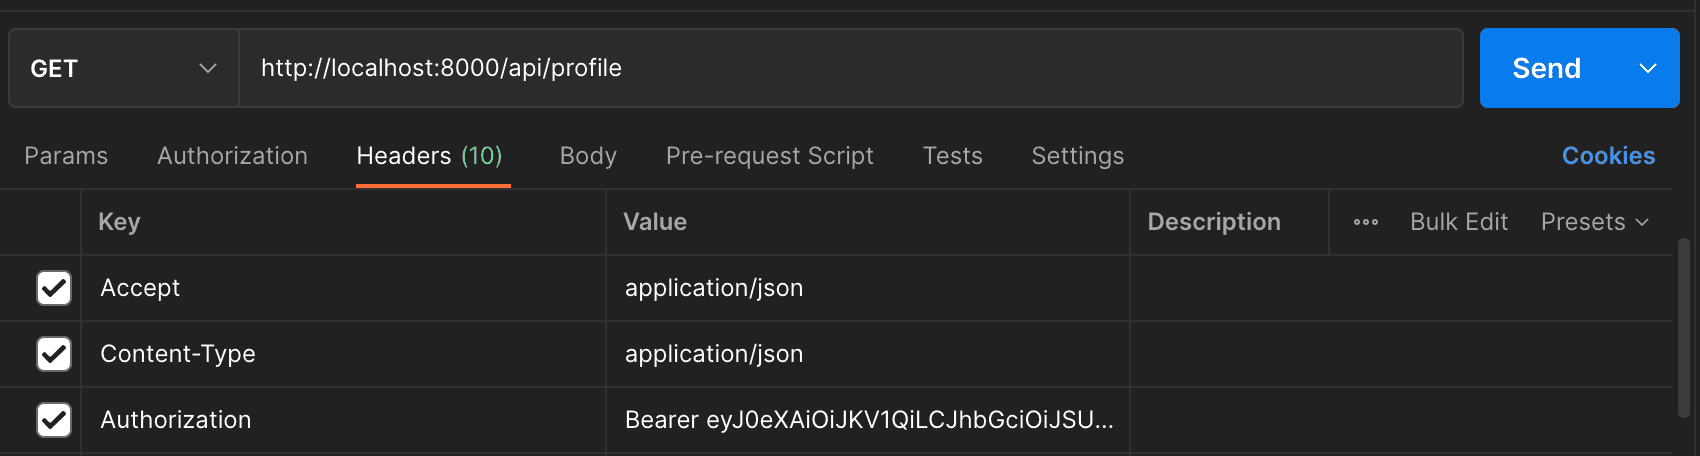 GET http://localhost:8000/api/profile Send
Params Authorization Headers (10) Body Pre-request Script Tests Settings Cookies
Key Value Description Bulk Edit Presets
Accept application/json
Content-Type application/json
Authorization Bearer eyJ0eXAiOiJKV1QiLCJhbGciOiJSU...